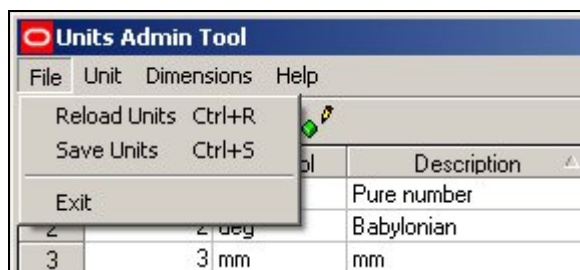 Units Admin Tool
File Unit Dimensions Help
Reload Units Ctrl+R
Save Units Ctrl+S
Exit
Description
Pure number
2 2 deg Babylonian
3 3 mm mm